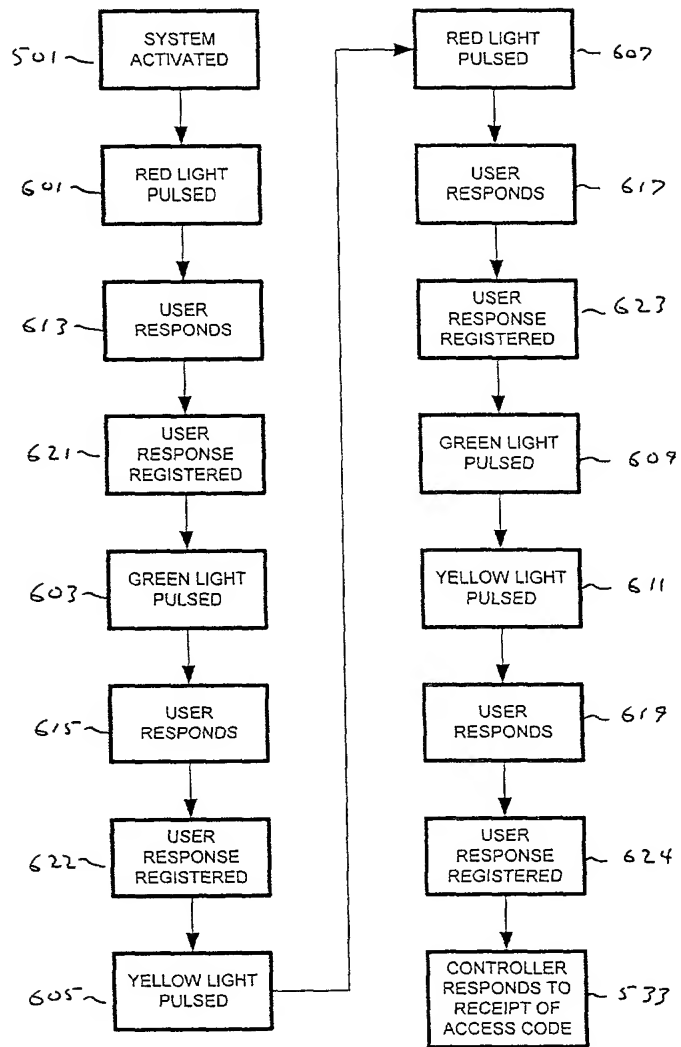 501
SYSTEM
ACTIVATED
601
RED LIGHT
PULSED
613
USER
RESPONDS
621
USER
RESPONSE
REGISTERED
603
GREEN LIGHT
PULSED
615
USER
RESPONDS
622
USER
RESPONSE
REGISTERED
605
YELLOW LIGHT
PULSED
RED LIGHT
PULSED
607
USER
RESPONDS
617
USER
RESPONSE
REGISTERED
623
GREEN LIGHT
PULSED
609
YELLOW LIGHT
PULSED
611
USER
RESPONDS
619
USER
RESPONSE
REGISTERED
624
CONTROLLER
RESPONDS TO
RECEIPT OF
ACCESS CODE
533